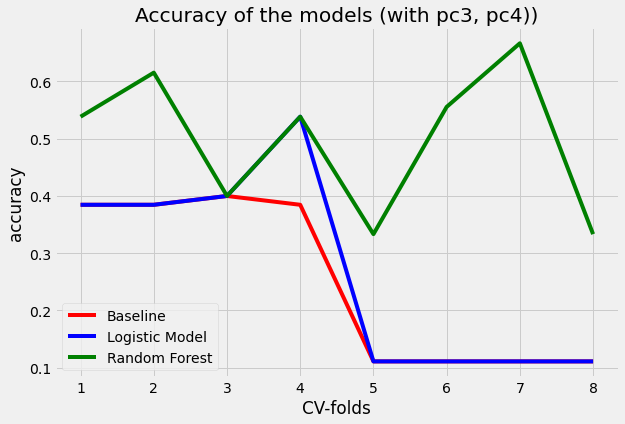 Accuracy of the models (with pc3, pc4))
accuracy
0.6
0.5
0.4
0.3
0.2
0.1
Baseline
Logistic Model
Random Forest
1 2 3 4 5 6 7 8
CV-folds